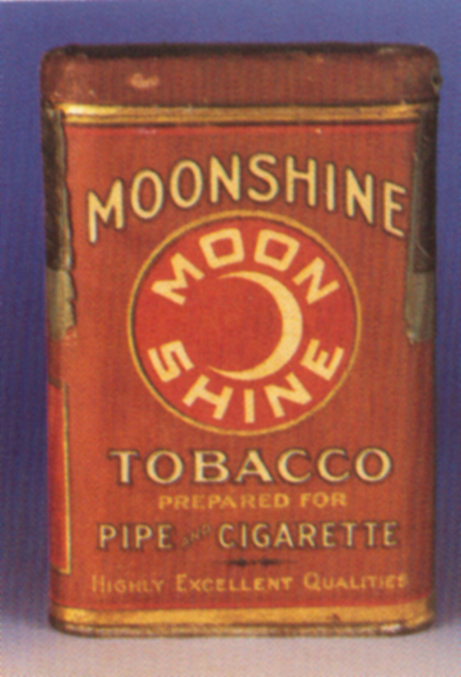 MOONSHINE
MOON
SHINE
TOBACCO
PREPARED FOR
PIPE AND CIGARETTE
HIGHLY EXCELLENT QUALITIES